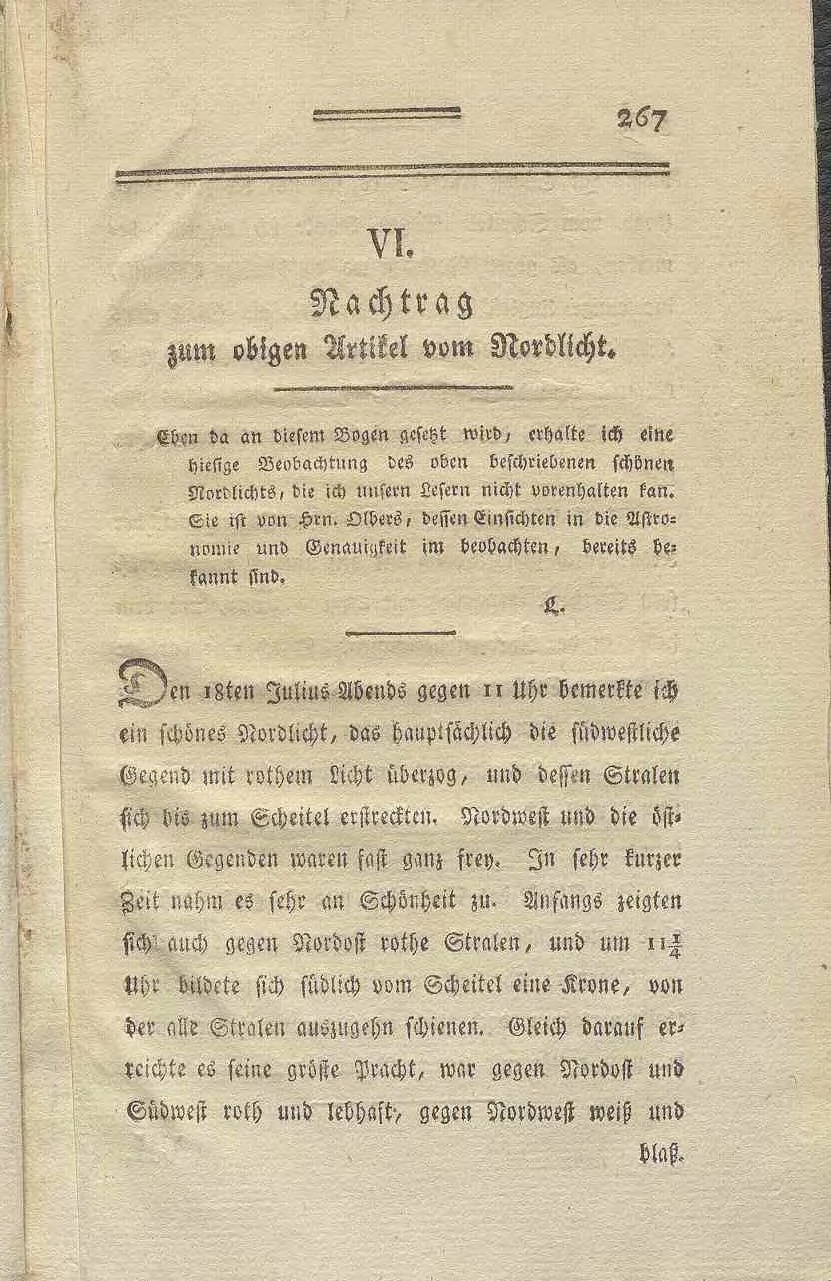 267
VI.
Nachtrag
zum obigen Artikel vom Nordlicht.
Eben da an diesem Bogen gesetzt wird, erhalte ich eine
hiesige Beobachtung des oben beschriebenen schönen
Nordlichts, die ich unsern Lesern nicht vorenhalten kan.
Sie ist von Hrn. Olbers, dessen Einsichten in die Astro-
nomie und Genauigkeit im beobachten, bereits be-
kannt sind.
L.
Den 18ten Julius Abends gegen 11 Uhr bemerkte ich
ein schönes Nordlicht, das hauptsächlich die südwestliche
Gegend mit rothem Licht überzog, und dessen Stralen
sich bis zum Scheitel erstreckten. Nordwest und die öst-
lichen Gegenden waren fast ganz frey. In sehr kurzer
Zeit nahm es sehr an Schönheit zu. Anfangs zeigten
sich auch gegen Nordost rothe Stralen, und um 11¼
Uhr bildete sich südlich vom Scheitel eine Krone, von
der alle Stralen auszugehn schienen. Gleich darauf er-
reichte es seine gröste Pracht, war gegen Nordost und
Südwest roth und lebhaft, gegen Nordwest weiß und
blaß.